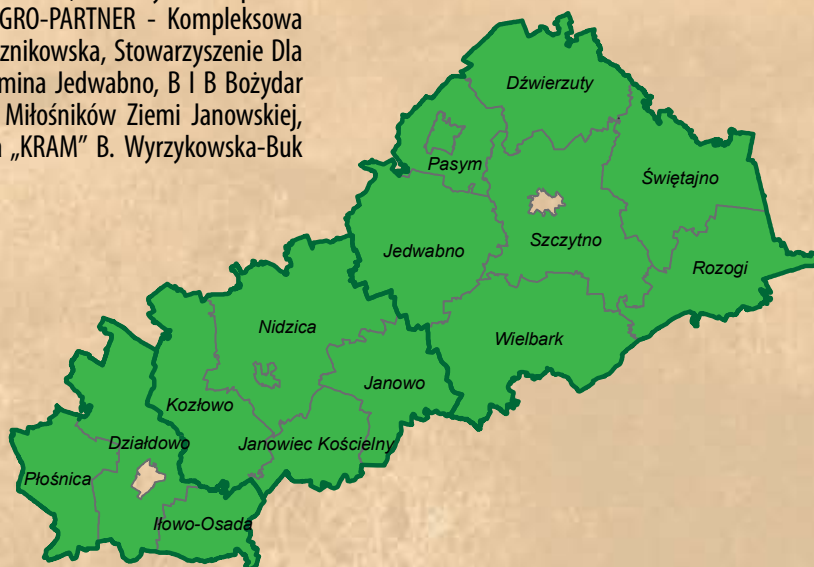 GRO-PARTNER - Kompleksowa
znikowska, Stowarzyszenie Dla
mina Jedwabno, B I B Bożydar
Miłośników Ziemi Janowskiej,
„KRAM” B. Wyrzykowska-Buk
Dźwierzuty
Pasym
Świętajno
Szczytno
Jedwabno
Rozogi
Nidzica
Wielbark
Janowo
Kozłowo
Działdowo
Janowiec Kościelny
Płośnica
Iłowo-Osada